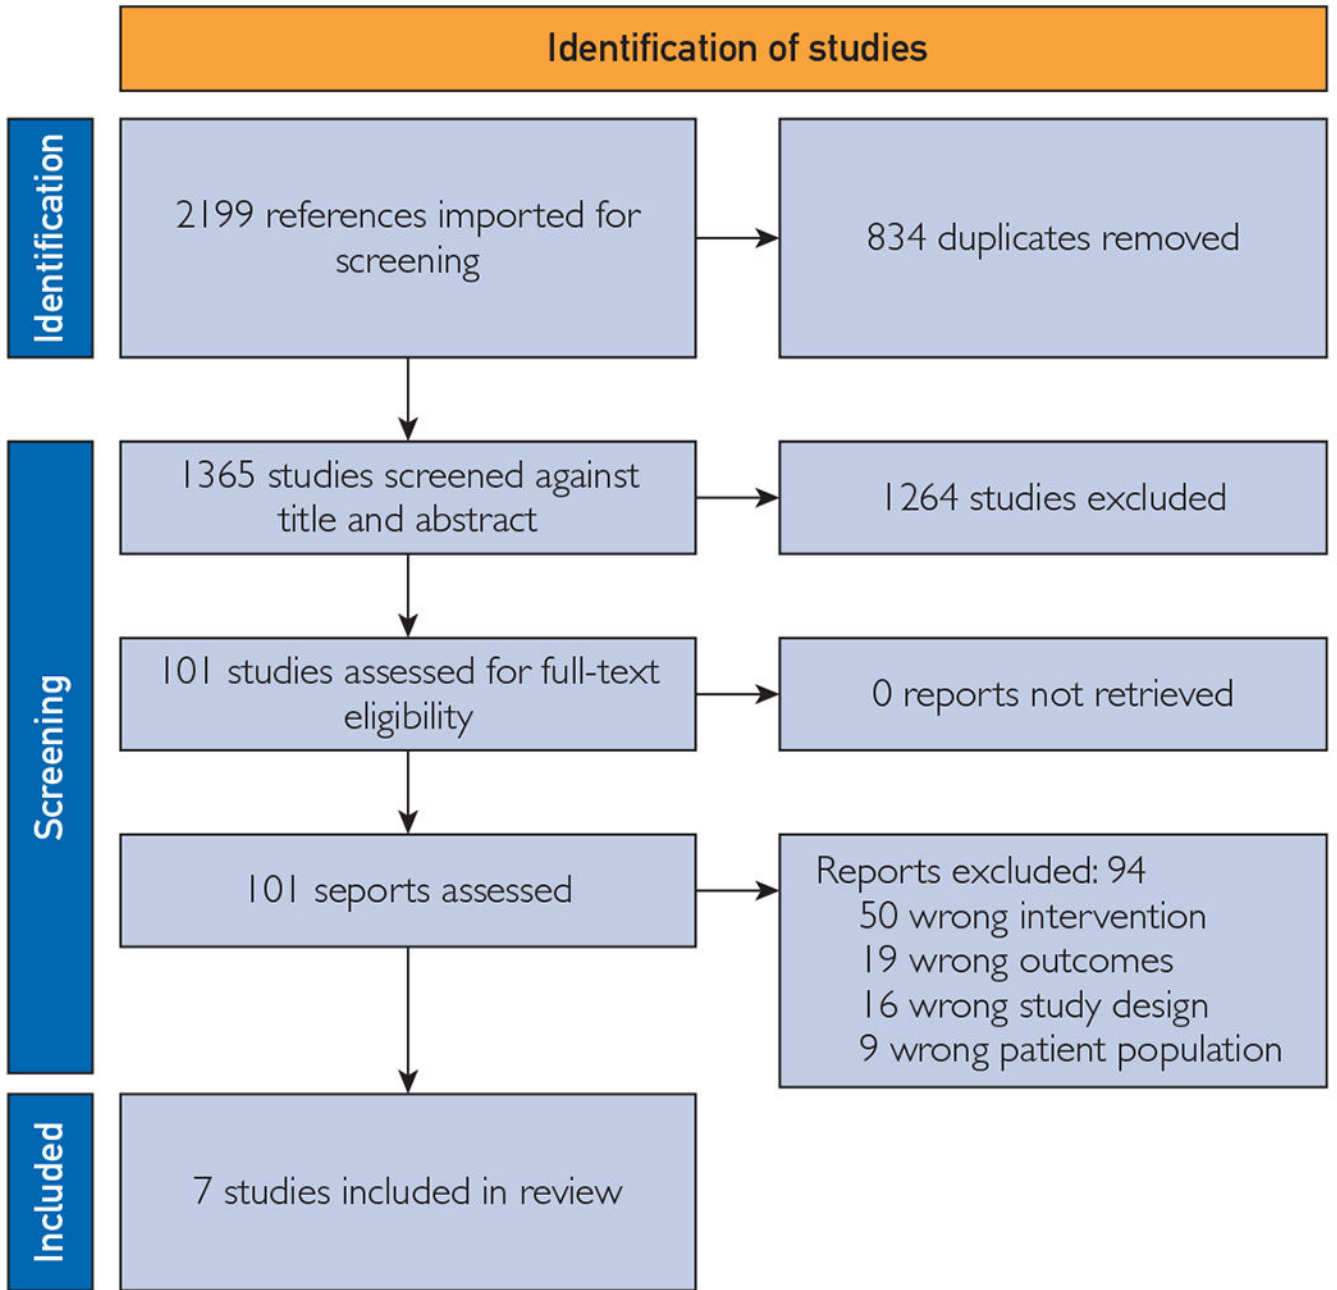 Identification of studies
Identification
2199 references imported for
screening
834 duplicates removed
Screening
1365 studies screened against
title and abstract
1264 studies excluded
101 studies assessed for full-text
eligibility
0 reports not retrieved
101 seports assessed
Reports excluded: 94
50 wrong intervention
19 wrong outcomes
16 wrong study design
9 wrong patient population
Included
7 studies included in review